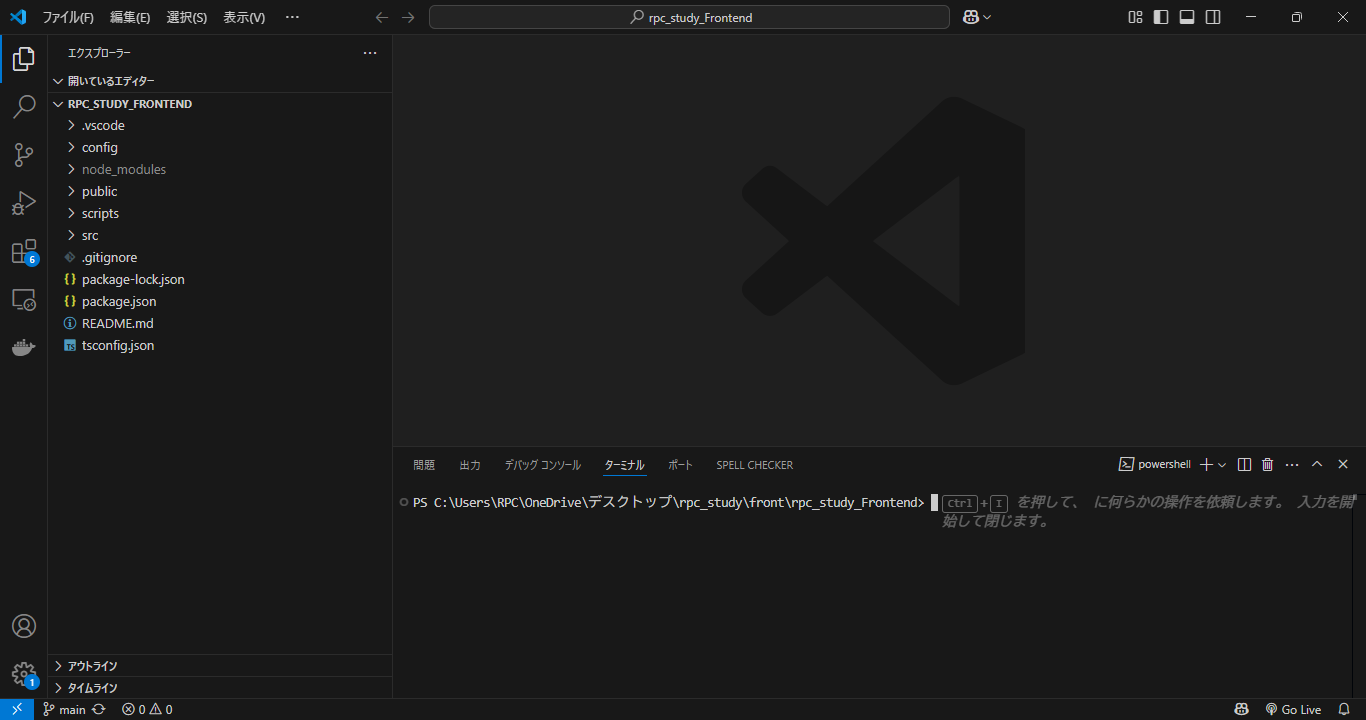 ファイル(F) 編集(E) 選択(S) 表示(V) ··· rpc_study_Frontend
エクスプローラー ···
開いているエディター
RPC_STUDY_FRONTEND
.vscode
config
node_modules
public
scripts
src
.gitignore
{} package-lock.json
{} package.json
README.md
TS tsconfig.json
6
問題 出力 デバッグ コンソール ターミナル ポート SPELL CHECKER powershell ···
PS C:\Users\RPC\OneDrive\デスクトップ\rpc_study\front\rpc_study_Frontend> Ctrl+I を押して、 に何らかの操作を依頼します。 入力を開
始して閉じます。
アウトライン
1
タイムライン
main 0 0 Go Live